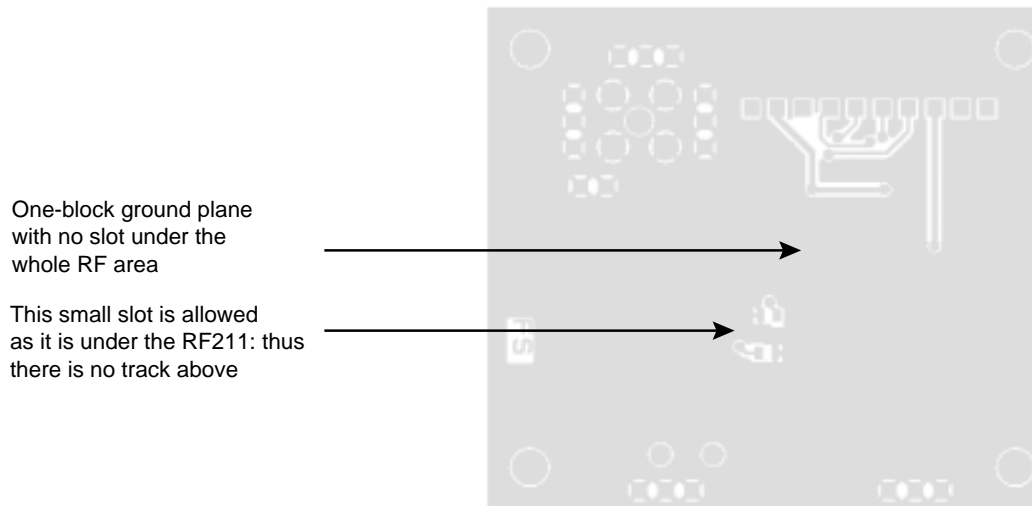 One-block ground plane
with no slot under the
whole RF area
This small slot is allowed
as it is under the RF211: thus
there is no track above
FS